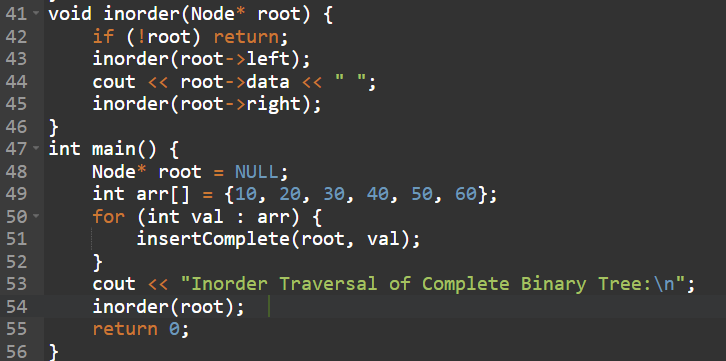 41 void inorder(Node* root) {
42     if (!root) return;
43     inorder(root->left);
44     cout << root->data << " ";
45     inorder(root->right);
46 }
47 int main() {
48     Node* root = NULL;
49     int arr[] = {10, 20, 30, 40, 50, 60};
50     for (int val : arr) {
51         insertComplete(root, val);
52     }
53     cout << "Inorder Traversal of Complete Binary Tree:\n";
54     inorder(root);
55     return 0;
56 }